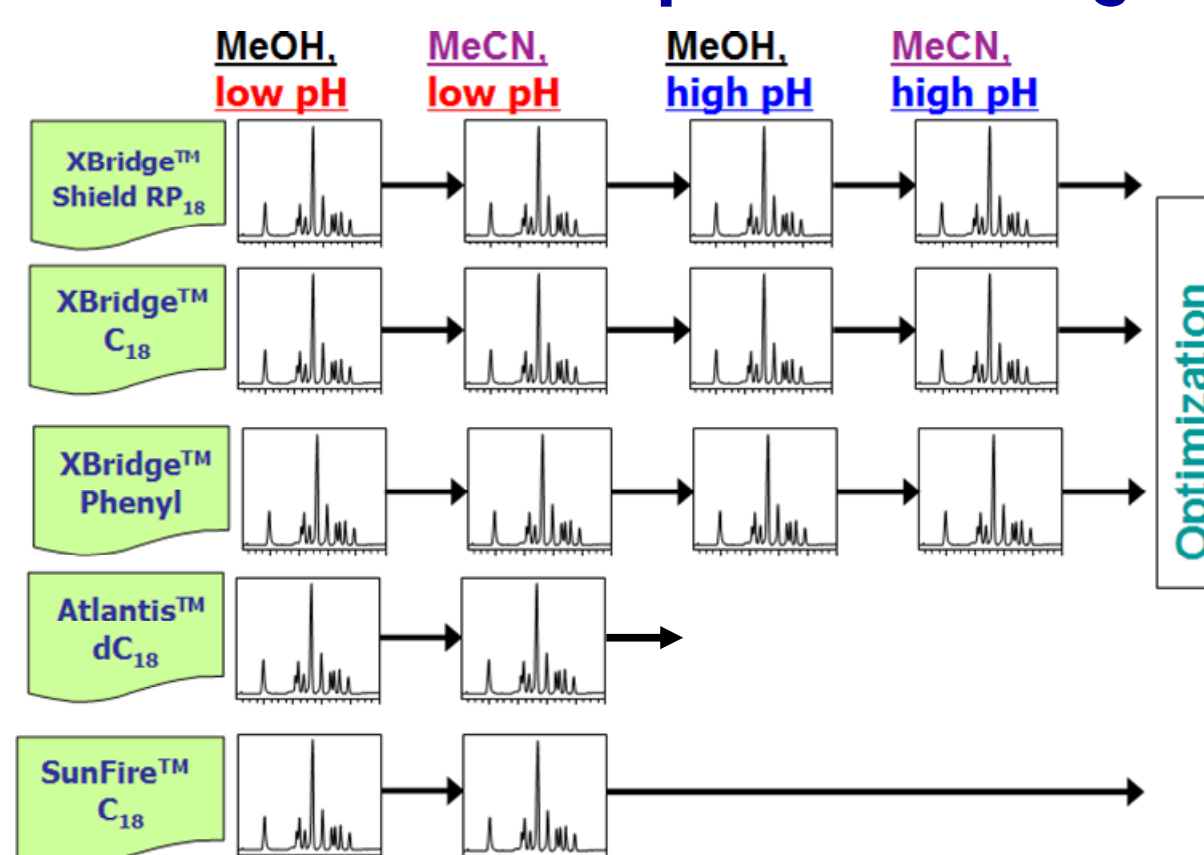 MeOH,
low pH
MeCN,
low pH
MeOH,
high pH
MeCN,
high pH
XBridge™
Shield RP₁₈
XBridge™
C₁₈
XBridge™
Phenyl
Atlantis™
dC₁₈
SunFire™
C₁₈
Optimization